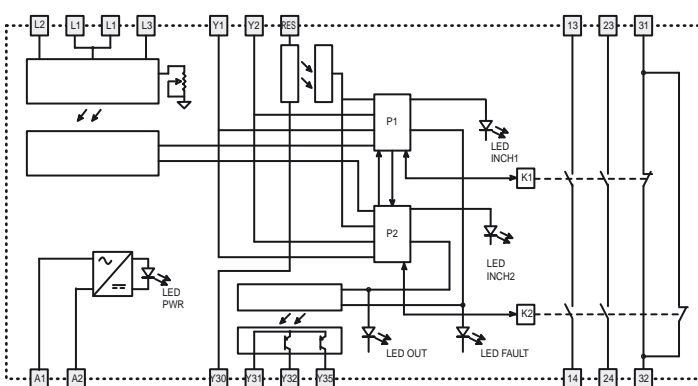 L2 L1 L1 L3 Y1 Y2 RES 13 23 31
P1
LED
INCH1
K1
P2
LED
INCH2
LED
PWR
K2
LED OUT LED FAULT
A1 A2 Y30 Y31 Y32 Y35 14 24 32